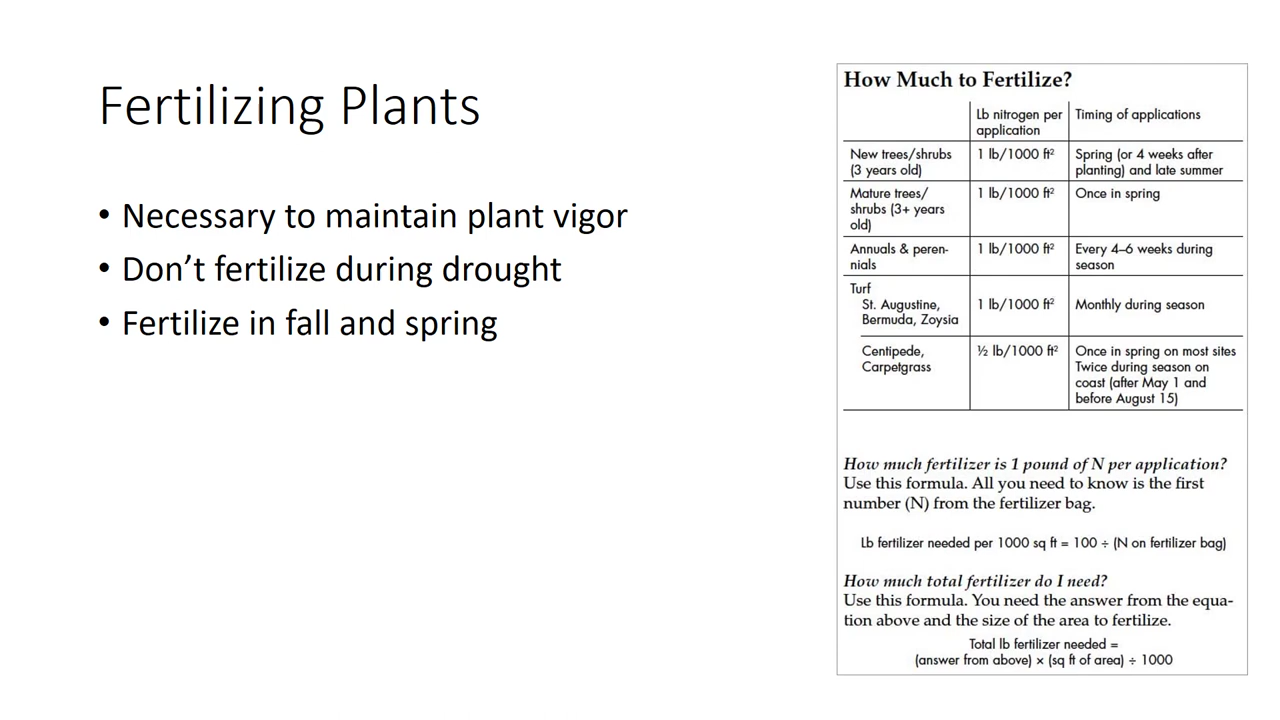 Fertilizing Plants
• Necessary to maintain plant vigor
• Don’t fertilize during drought
• Fertilize in fall and spring
How Much to Fertilize?
Lb nitrogen per
application
Timing of applications
New trees/shrubs
(3 years old)
1 lb/1000 ft²
Spring (or 4 weeks after
planting) and late summer
Mature trees/
shrubs (3+ years
old)
1 lb/1000 ft²
Once in spring
Annuals & peren-
nials
1 lb/1000 ft²
Every 4–6 weeks during
season
Turf
St. Augustine,
Bermuda, Zoysia
1 lb/1000 ft²
Monthly during season
Centipede,
Carpetgrass
½ lb/1000 ft²
Once in spring on most sites
Twice during season on
coast (after May 1 and
before August 15)
How much fertilizer is 1 pound of N per application?
Use this formula. All you need to know is the first
number (N) from the fertilizer bag.
Lb fertilizer needed per 1000 sq ft = 100 ÷ (N on fertilizer bag)
How much total fertilizer do I need?
Use this formula. You need the answer from the equa-
tion above and the size of the area to fertilize.
Total lb fertilizer needed =
(answer from above) × (sq ft of area) ÷ 1000